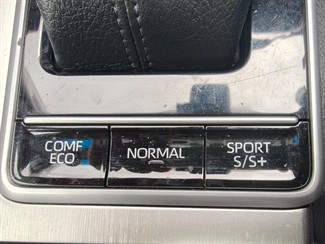 COMF
ECO
NORMAL
SPORT
S/S+